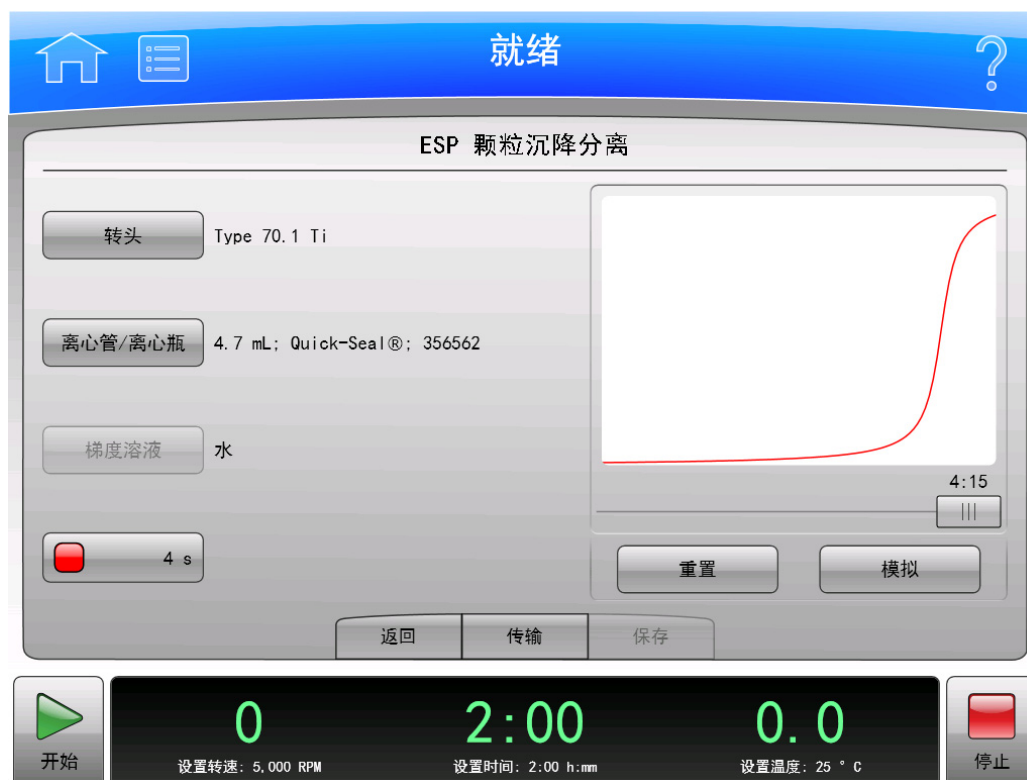 就绪
ESP 颗粒沉降分离
转头 Type 70.1 Ti
离心管/离心瓶 4.7 mL; Quick-Seal®; 356562
梯度溶液 水
4:15
4 s
重置 模拟
返回 传输 保存
开始
0 2:00 0.0
设置转速: 5,000 RPM 设置时间: 2:00 h:mm 设置温度: 25 ° C
停止